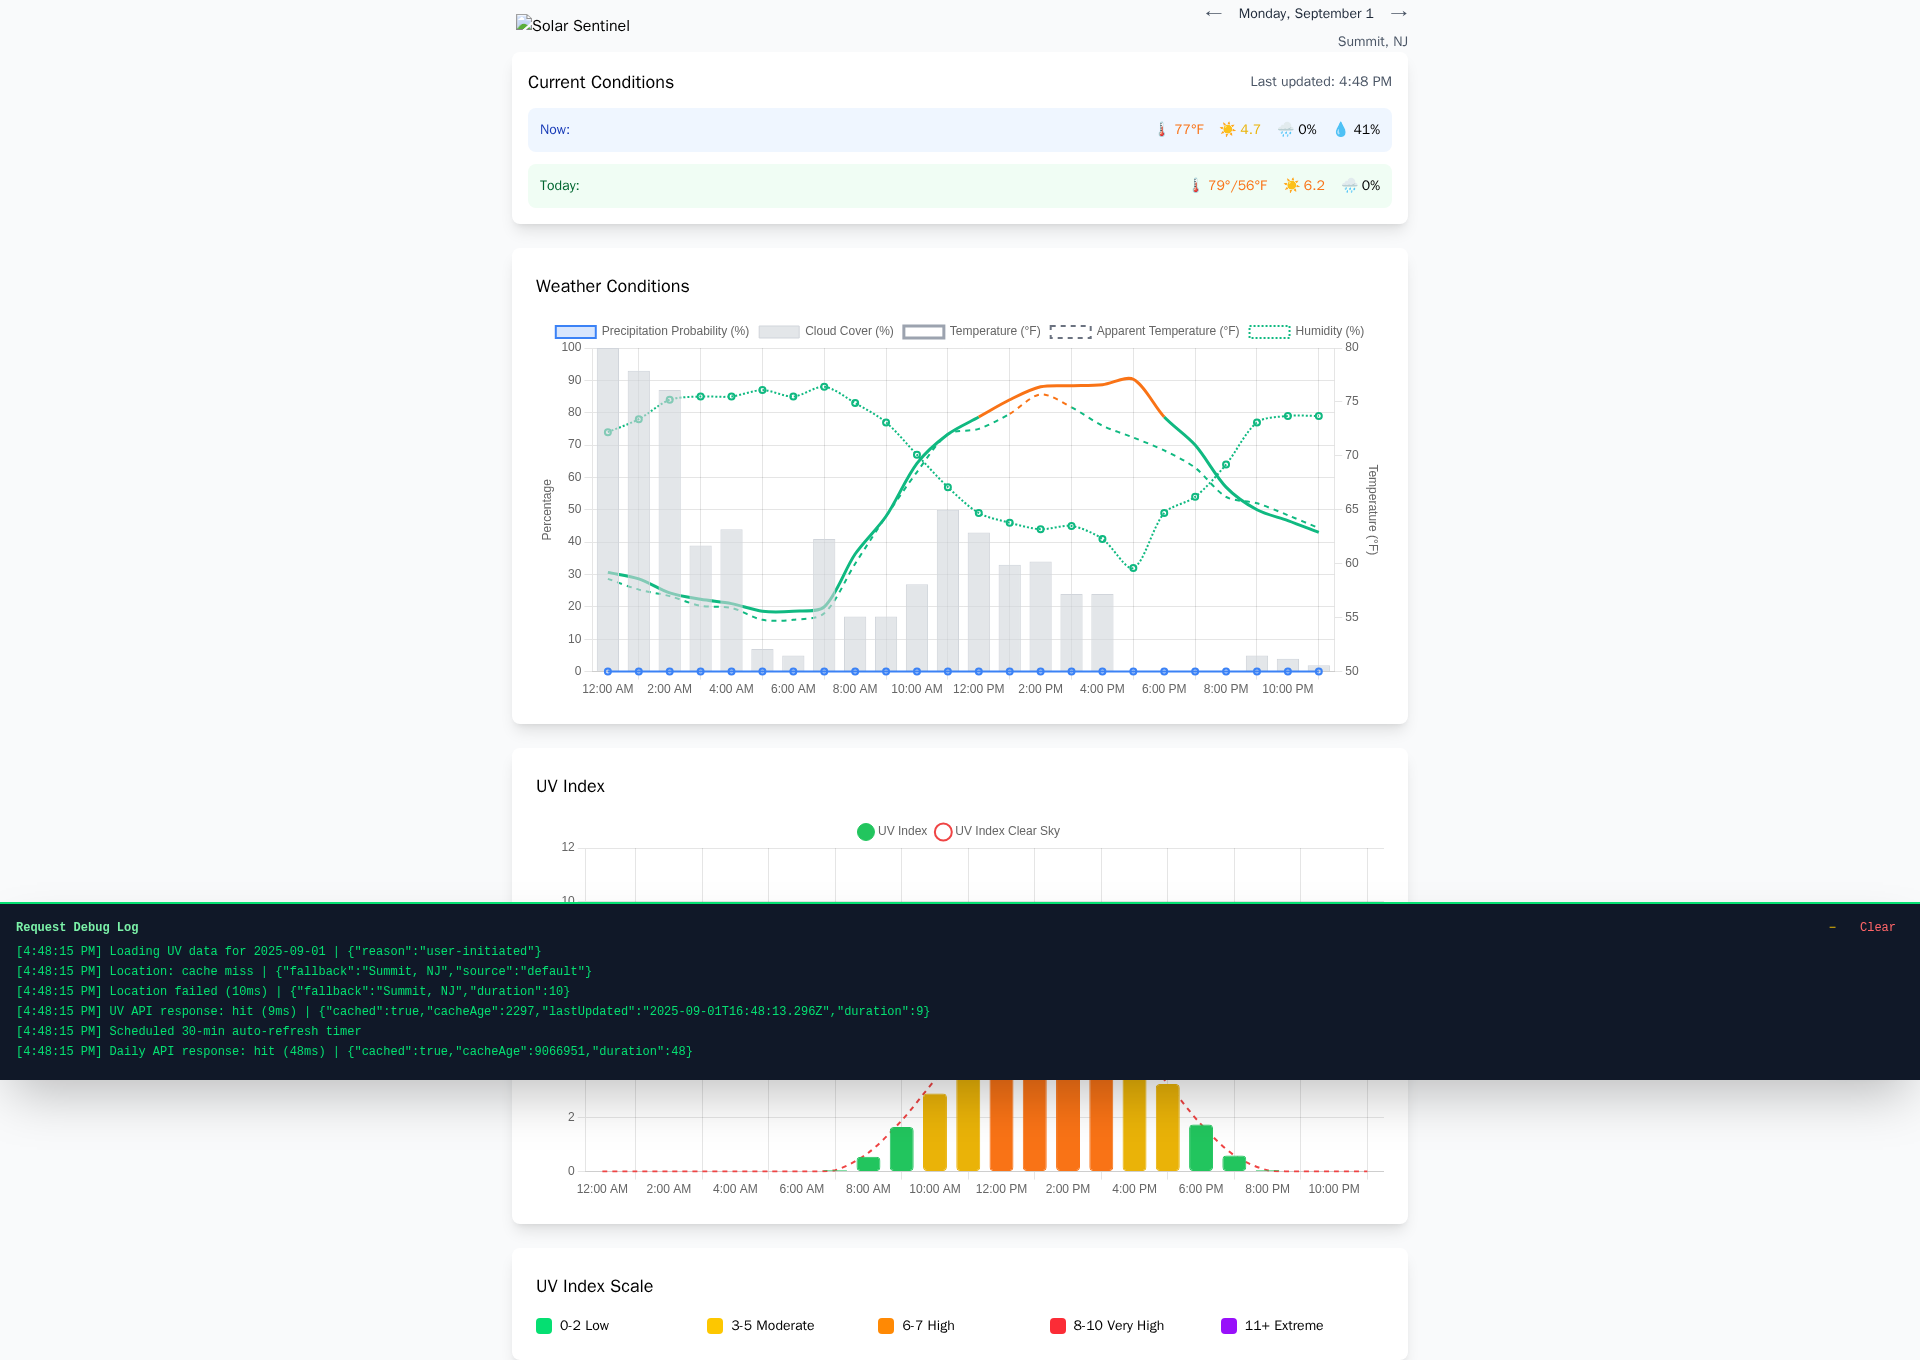 Solar Sentinel
← Monday, September 1 →
Summit, NJ
Current Conditions
Last updated: 4:48 PM
Now: 77°F 4.7 0% 41%
Today: 79°/56°F 6.2 0%
Weather Conditions
Precipitation Probability (%) Cloud Cover (%) Temperature (°F) Apparent Temperature (°F) Humidity (%)
100 80
90
80 75
70
60 70
50 65
40
30 60
20 55
10
0 50
Percentage
Temperature (°F)
12:00 AM 2:00 AM 4:00 AM 6:00 AM 8:00 AM 10:00 AM 12:00 PM 2:00 PM 4:00 PM 6:00 PM 8:00 PM 10:00 PM
UV Index
UV Index UV Index Clear Sky
12
10
Request Debug Log − Clear
[4:48:15 PM] Loading UV data for 2025-09-01 | {"reason":"user-initiated"}
[4:48:15 PM] Location: cache miss | {"fallback":"Summit, NJ","source":"default"}
[4:48:15 PM] Location failed (10ms) | {"fallback":"Summit, NJ","duration":10}
[4:48:15 PM] UV API response: hit (9ms) | {"cached":true,"cacheAge":2297,"lastUpdated":"2025-09-01T16:48:13.296Z","duration":9}
[4:48:15 PM] Scheduled 30-min auto-refresh timer
[4:48:15 PM] Daily API response: hit (48ms) | {"cached":true,"cacheAge":9066951,"duration":48}
2
0
12:00 AM 2:00 AM 4:00 AM 6:00 AM 8:00 AM 10:00 AM 12:00 PM 2:00 PM 4:00 PM 6:00 PM 8:00 PM 10:00 PM
UV Index Scale
0-2 Low 3-5 Moderate 6-7 High 8-10 Very High 11+ Extreme